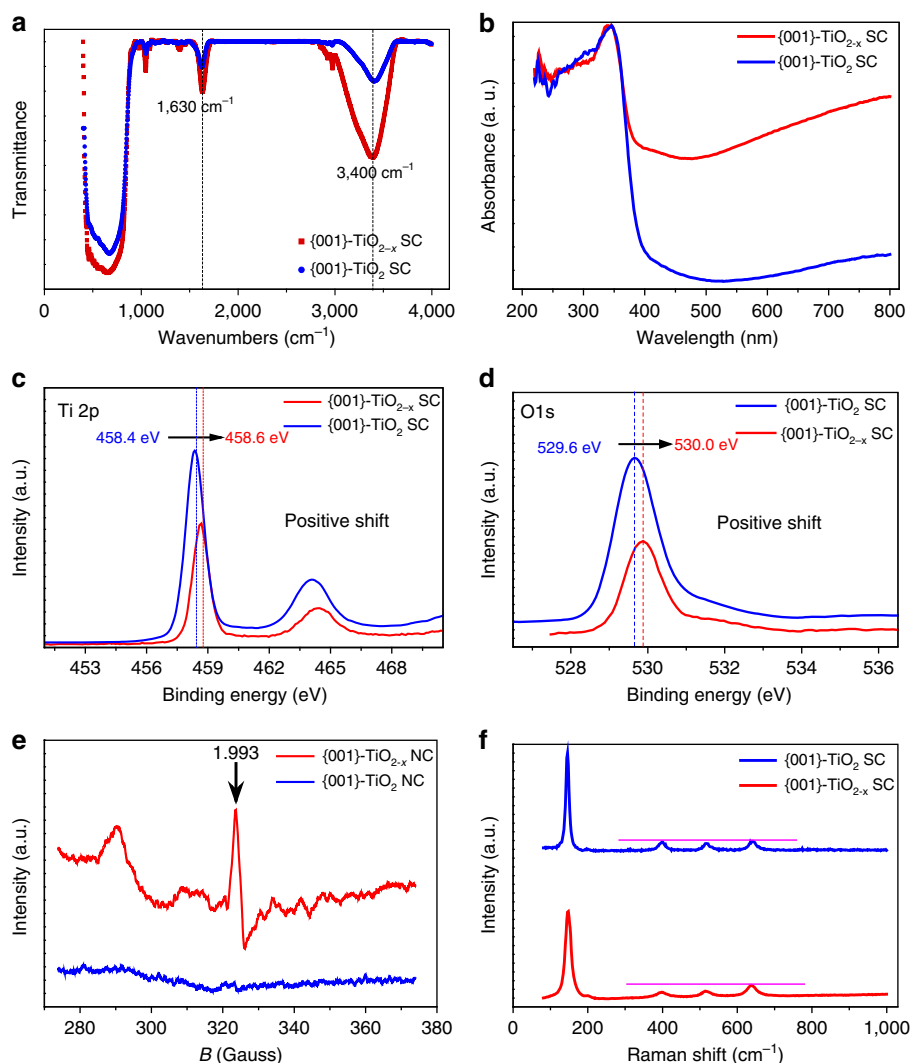 a
Transmittance
1,630 cm⁻¹
3,400 cm⁻¹
{001}-TiO₂₋ₓ SC
{001}-TiO₂ SC
0 1,000 2,000 3,000 4,000
Wavenumbers (cm⁻¹)
b
Absorbance (a. u.)
{001}-TiO₂₋ₓ SC
{001}-TiO₂ SC
200 300 400 500 600 700 800
Wavelength (nm)
c
Intensity (a.u.)
Ti 2p
{001}-TiO₂₋ₓ SC
{001}-TiO₂ SC
458.4 eV 458.6 eV
Positive shift
453 456 459 462 465 468
Binding energy (eV)
d
Intensity (a.u.)
O1s
{001}-TiO₂ SC
{001}-TiO₂₋ₓ SC
529.6 eV 530.0 eV
Positive shift
528 530 532 534 536
Binding energy (eV)
e
Intensity (a.u.)
1.993
{001}-TiO₂₋ₓ NC
{001}-TiO₂ NC
280 300 320 340 360 380
B (Gauss)
f
Intensity (a.u.)
{001}-TiO₂ SC
{001}-TiO₂₋ₓ SC
0 200 400 600 800 1,000
Raman shift (cm⁻¹)